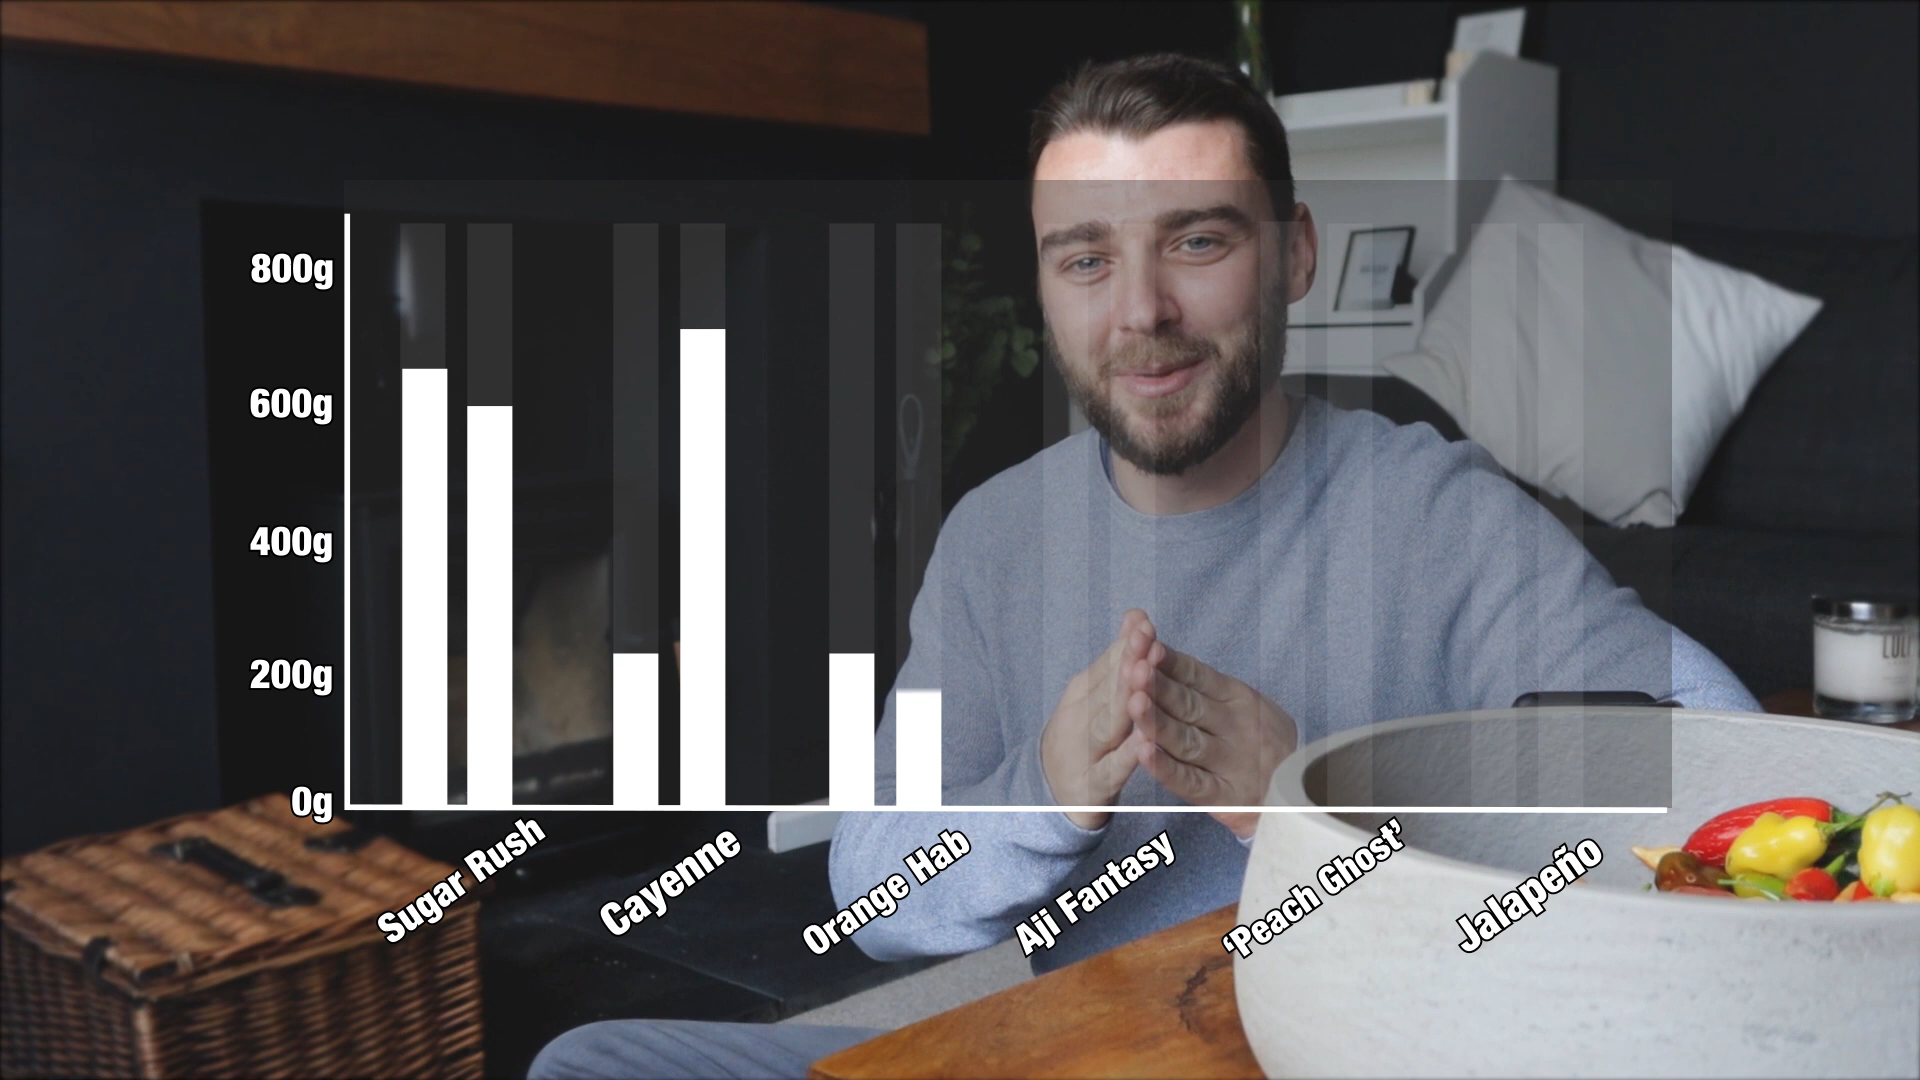 800g
600g
400g
200g
0g
Sugar Rush
Cayenne
Orange Hab
Aji Fantasy
‘Peach Ghost’
Jalapeño